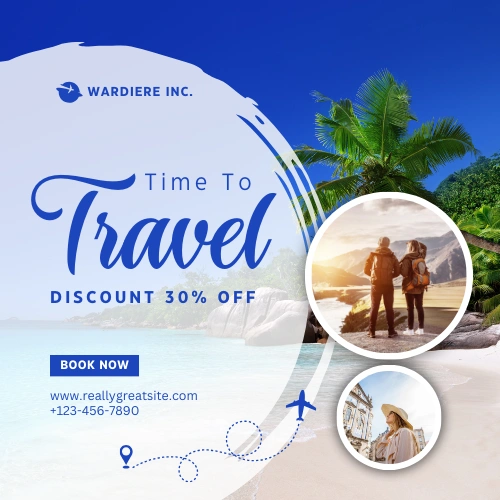 WARDIERE INC.
Time To
Travel
DISCOUNT 30% OFF
BOOK NOW
www.reallygreatsite.com
+123-456-7890